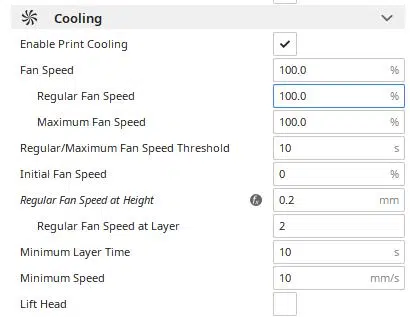 Cooling
Enable Print Cooling
Fan Speed 100.0 %
Regular Fan Speed 100.0 %
Maximum Fan Speed 100.0 %
Regular/Maximum Fan Speed Threshold 10 s
Initial Fan Speed 0 %
Regular Fan Speed at Height 0.2 mm
Regular Fan Speed at Layer 2
Minimum Layer Time 10 s
Minimum Speed 10 mm/s
Lift Head